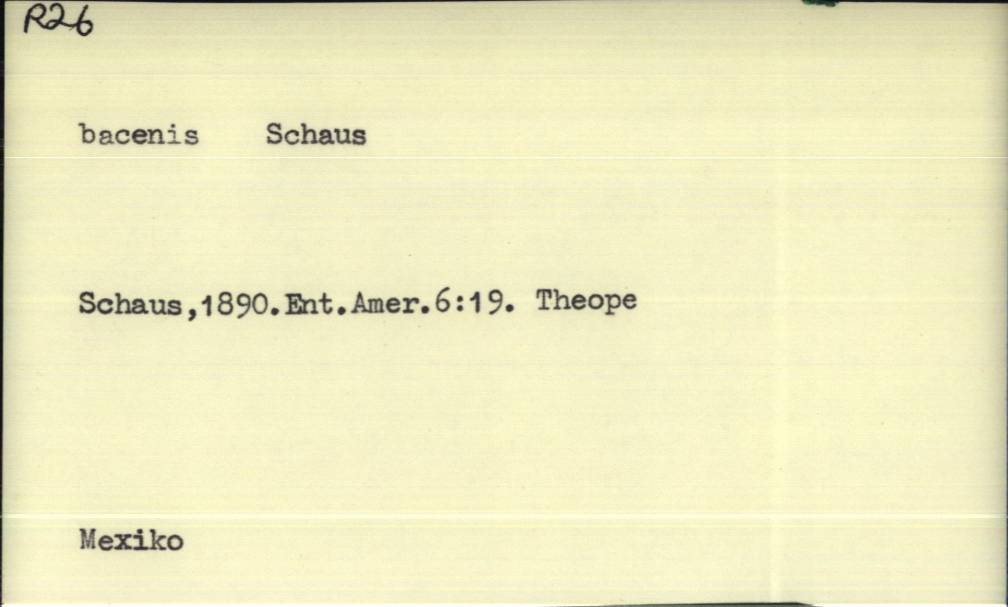 R26
bacenis Schaus
Schaus,1890.Ent.Amer.6:19. Theope
Mexiko